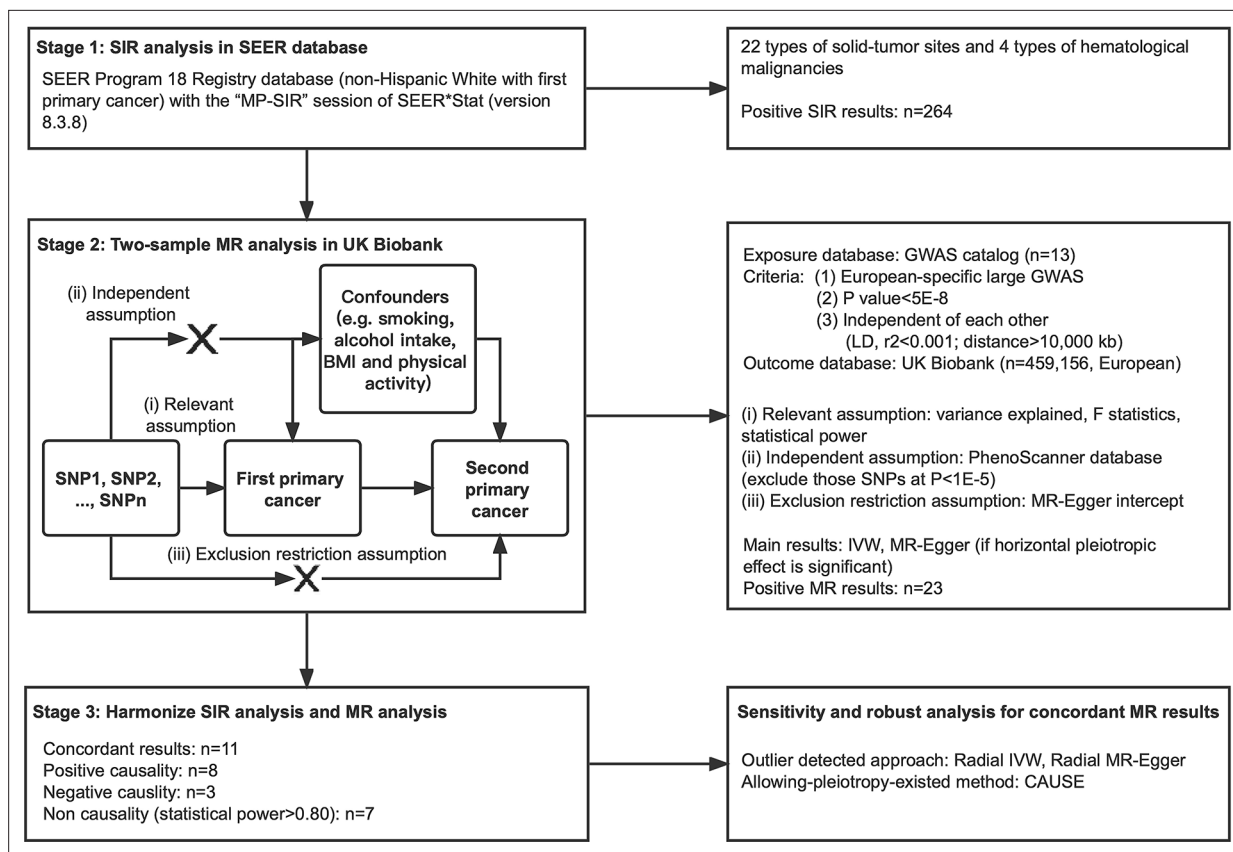 Stage 1: SIR analysis in SEER database
SEER Program 18 Registry database (non-Hispanic White with first
primary cancer) with the “MP-SIR” session of SEER*Stat (version
8.3.8)
22 types of solid-tumor sites and 4 types of hematological
malignancies
Positive SIR results: n=264
Stage 2: Two-sample MR analysis in UK Biobank
(ii) Independent
assumption
X
Confounders
(e.g. smoking,
alcohol intake,
BMI and physical
activity)
(i) Relevant
assumption
SNP1, SNP2,
..., SNPn
First primary
cancer
Second
primary
cancer
(iii) Exclusion restriction assumption
X
Exposure database: GWAS catalog (n=13)
Criteria: (1) European-specific large GWAS
(2) P value<5E-8
(3) Independent of each other
(LD, r2<0.001; distance>10,000 kb)
Outcome database: UK Biobank (n=459,156, European)
(i) Relevant assumption: variance explained, F statistics,
statistical power
(ii) Independent assumption: PhenoScanner database
(exclude those SNPs at P<1E-5)
(iii) Exclusion restriction assumption: MR-Egger intercept
Main results: IVW, MR-Egger (if horizontal pleiotropic
effect is significant)
Positive MR results: n=23
Stage 3: Harmonize SIR analysis and MR analysis
Concordant results: n=11
Positive causality: n=8
Negative causlity: n=3
Non causality (statistical power>0.80): n=7
Sensitivity and robust analysis for concordant MR results
Outlier detected approach: Radial IVW, Radial MR-Egger
Allowing-pleiotropy-existed method: CAUSE